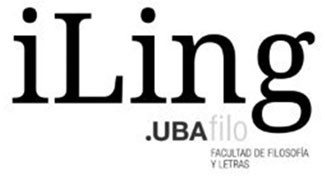 iLing
.UBAfilo
FACULTAD DE FILOSOFÍA
Y LETRAS